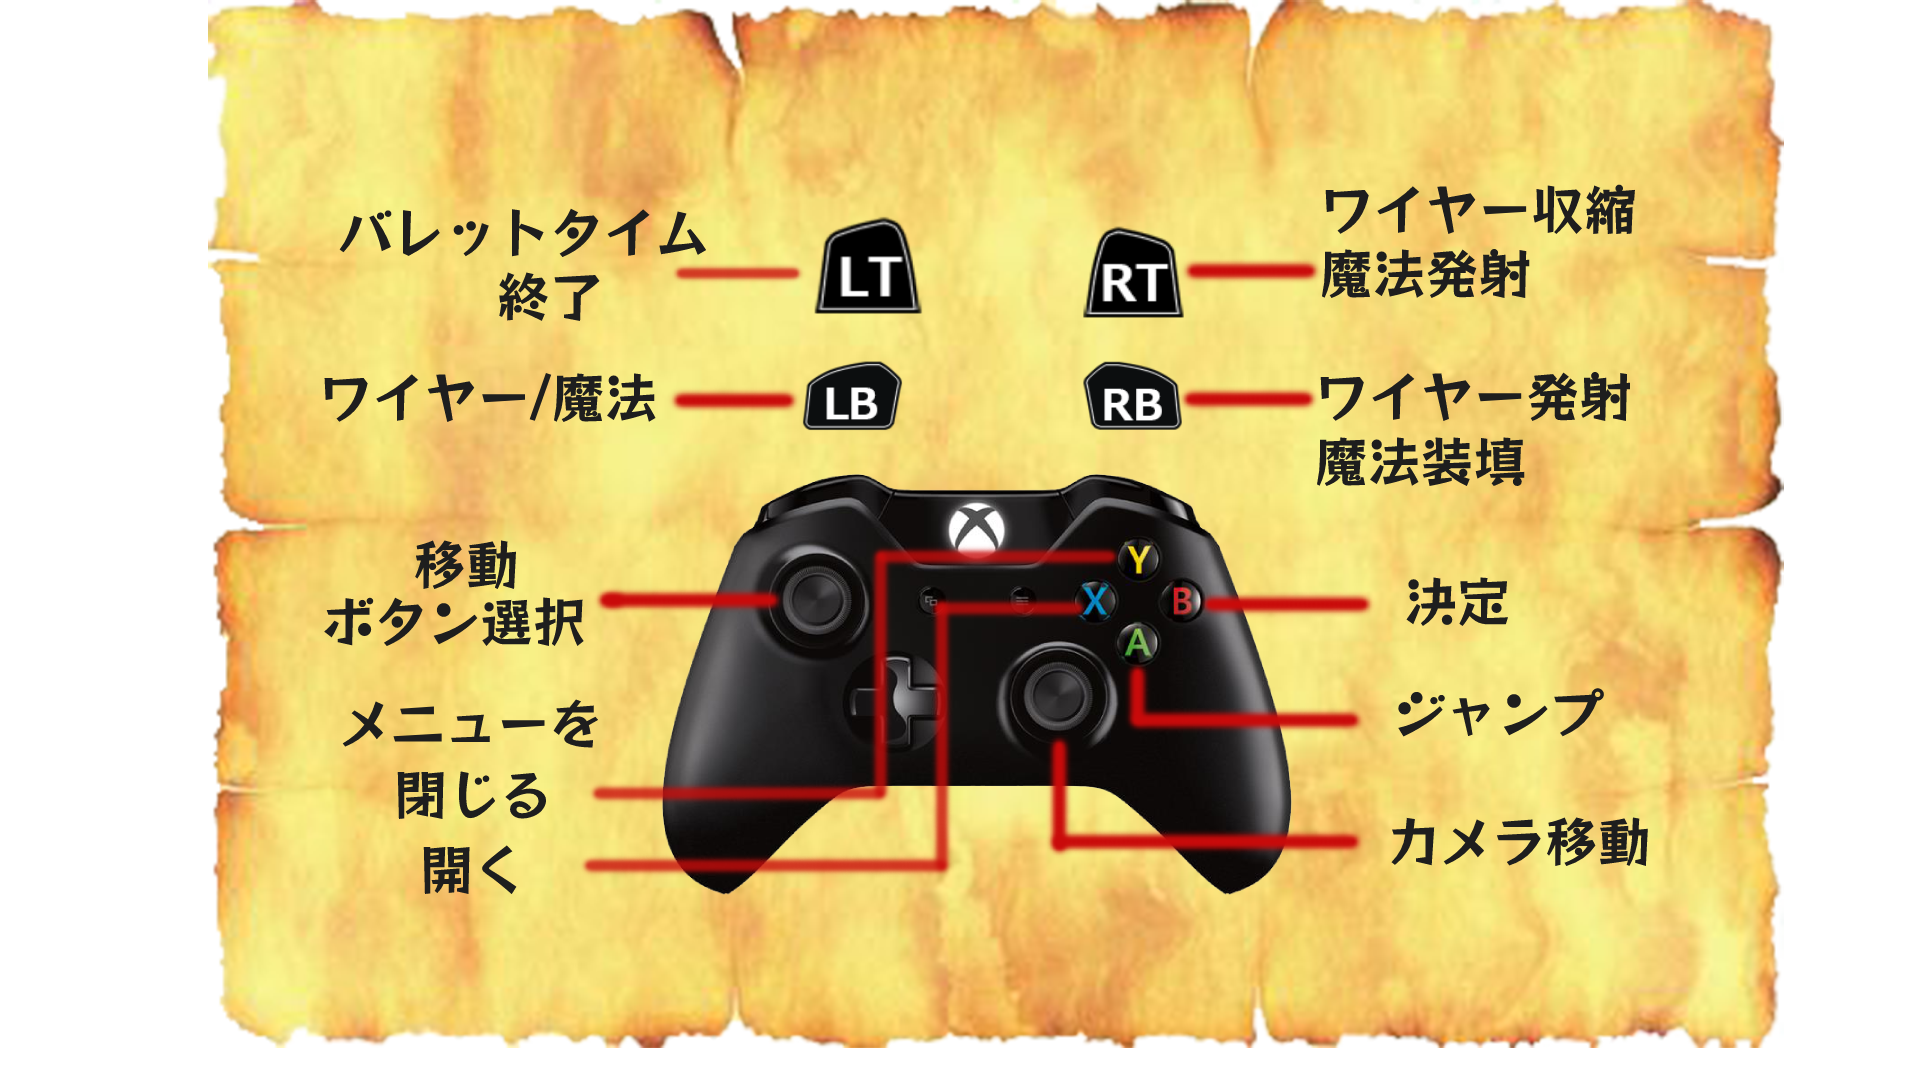 バレットタイム
終了
LT
RT
ワイヤー収縮
魔法発射
ワイヤー/魔法
LB
RB
ワイヤー発射
魔法装填
移動
ボタン選択
Y
X
B
A
決定
メニューを
閉じる
開く
ジャンプ
カメラ移動